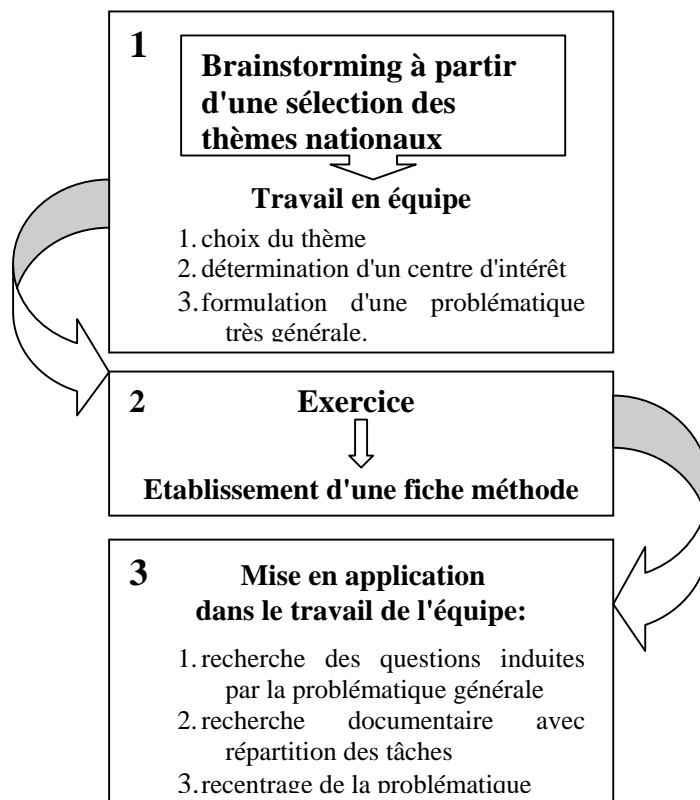 1
Brainstorming à partir
d'une sélection des
thèmes nationaux
Travail en équipe
1. choix du thème
2. détermination d'un centre d'intérêt
3. formulation d'une problématique
très générale.
2
Exercice
Etablissement d'une fiche méthode
3
Mise en application
dans le travail de l'équipe:
1. recherche des questions induites
par la problématique générale
2. recherche documentaire avec
répartition des tâches
3. recentrage de la problématique